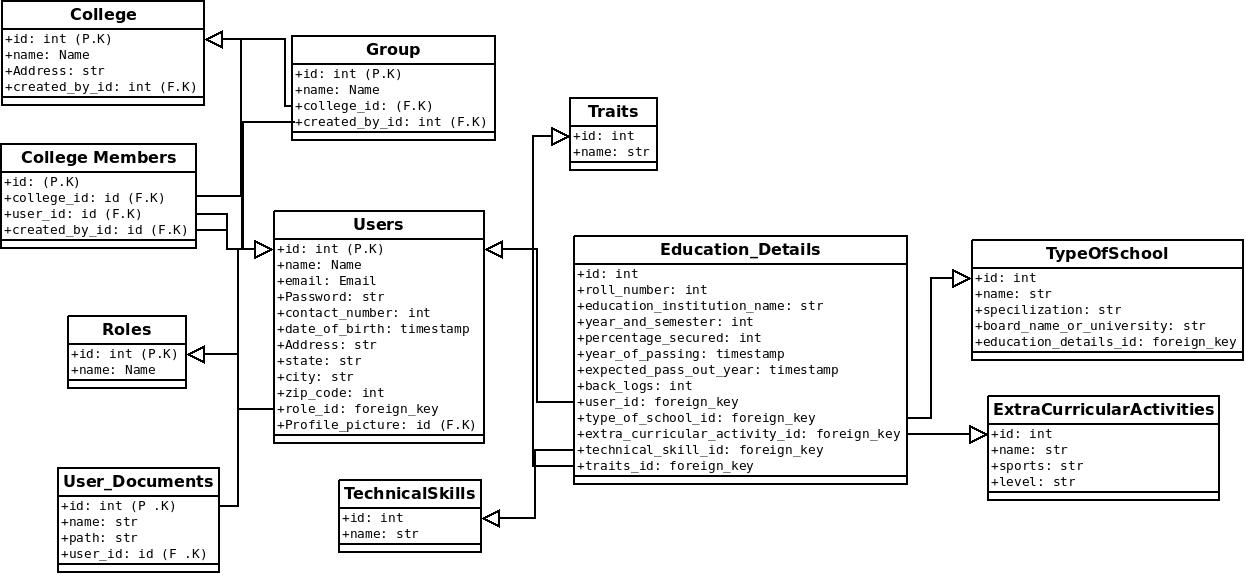 College
+id: int (P.K)
+name: Name
+Address: str
+created_by_id: int (F.K)
Group
+id: int (P.K)
+name: Name
+college_id: (F.K)
+created_by_id: int (F.K)
Traits
+id: int
+name: str
College Members
+id: (P.K)
+college_id: id (F.K)
+user_id: id (F.K)
+created_by_id: id (F.K)
Users
+id: int (P.K)
+name: Name
+email: Email
+Password: str
+contact_number: int
+date_of_birth: timestamp
+Address: str
+state: str
+city: str
+zip_code: int
+role_id: foreign_key
+Profile_picture: id (F.K)
Education_Details
+id: int
+roll_number: int
+education_institution_name: str
+year_and_semester: int
+percentage_secured: int
+year_of_passing: timestamp
+expected_pass_out_year: timestamp
+back_logs: int
+user_id: foreign_key
+type_of_school_id: foreign_key
+extra_curricular_activity_id: foreign_key
+technical_skill_id: foreign_key
+traits_id: foreign_key
TypeOfSchool
+id: int
+name: str
+specilization: str
+board_name_or_university: str
+education_details_id: foreign_key
Roles
+id: int (P.K)
+name: Name
ExtraCurricularActivities
+id: int
+name: str
+sports: str
+level: str
User_Documents
+id: int (P .K)
+name: str
+path: str
+user_id: id (F .K)
TechnicalSkills
+id: int
+name: str